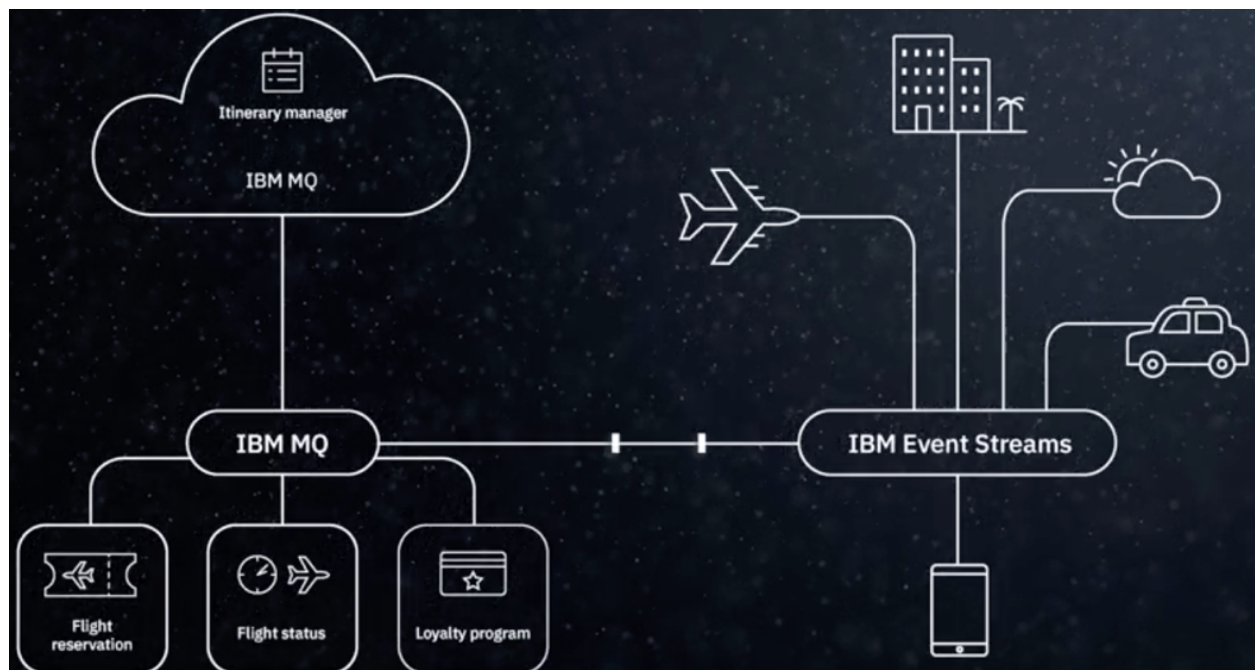 Itinerary manager
IBM MQ
IBM MQ
IBM Event Streams
Flight
reservation
Flight status
Loyalty program